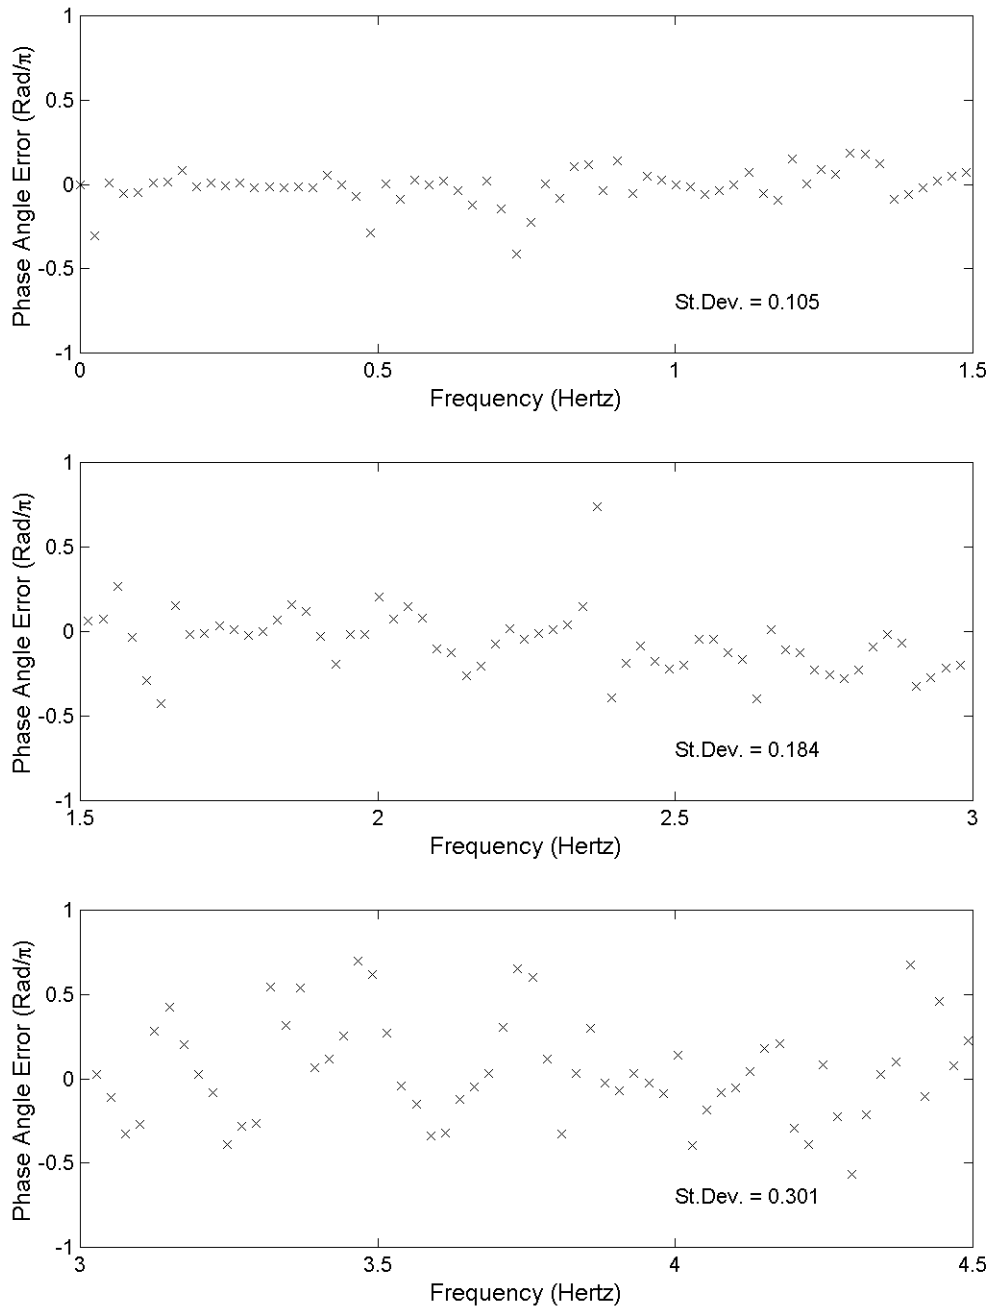 1
0.5
0
-0.5
-1
Phase Angle Error (Rad/π)
St.Dev. = 0.105
0 0.5 1 1.5
Frequency (Hertz)
1
0.5
0
-0.5
-1
Phase Angle Error (Rad/π)
St.Dev. = 0.184
1.5 2 2.5 3
Frequency (Hertz)
1
0.5
0
-0.5
-1
Phase Angle Error (Rad/π)
St.Dev. = 0.301
3 3.5 4 4.5
Frequency (Hertz)